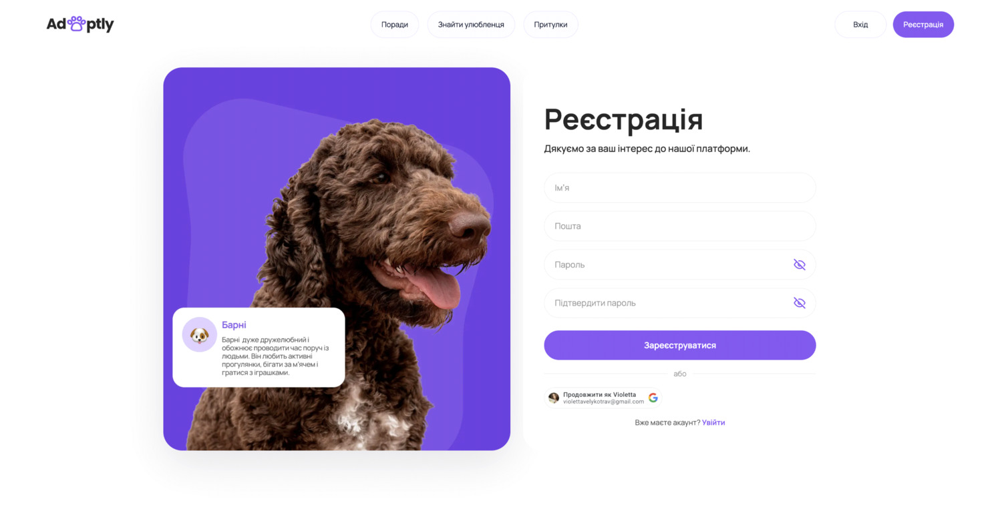 Adoptly
Поради
Знайти улюбленця
Притулки
Вхід
Реєстрація
Реєстрація
Дякуємо за ваш інтерес до нашої платформи.
Ім'я
Пошта
Пароль
Підтвердити пароль
Зареєструватися
або
Продовжити як Violetta
violettavelykotrav@gmail.com
Вже маєте акаунт? Увійти
Барні
Барні дуже дружелюбний і
обожнює проводити час поруч із
людьми. Він любить активні
прогулянки, бігати за м'ячем і
гратися з іграшками.